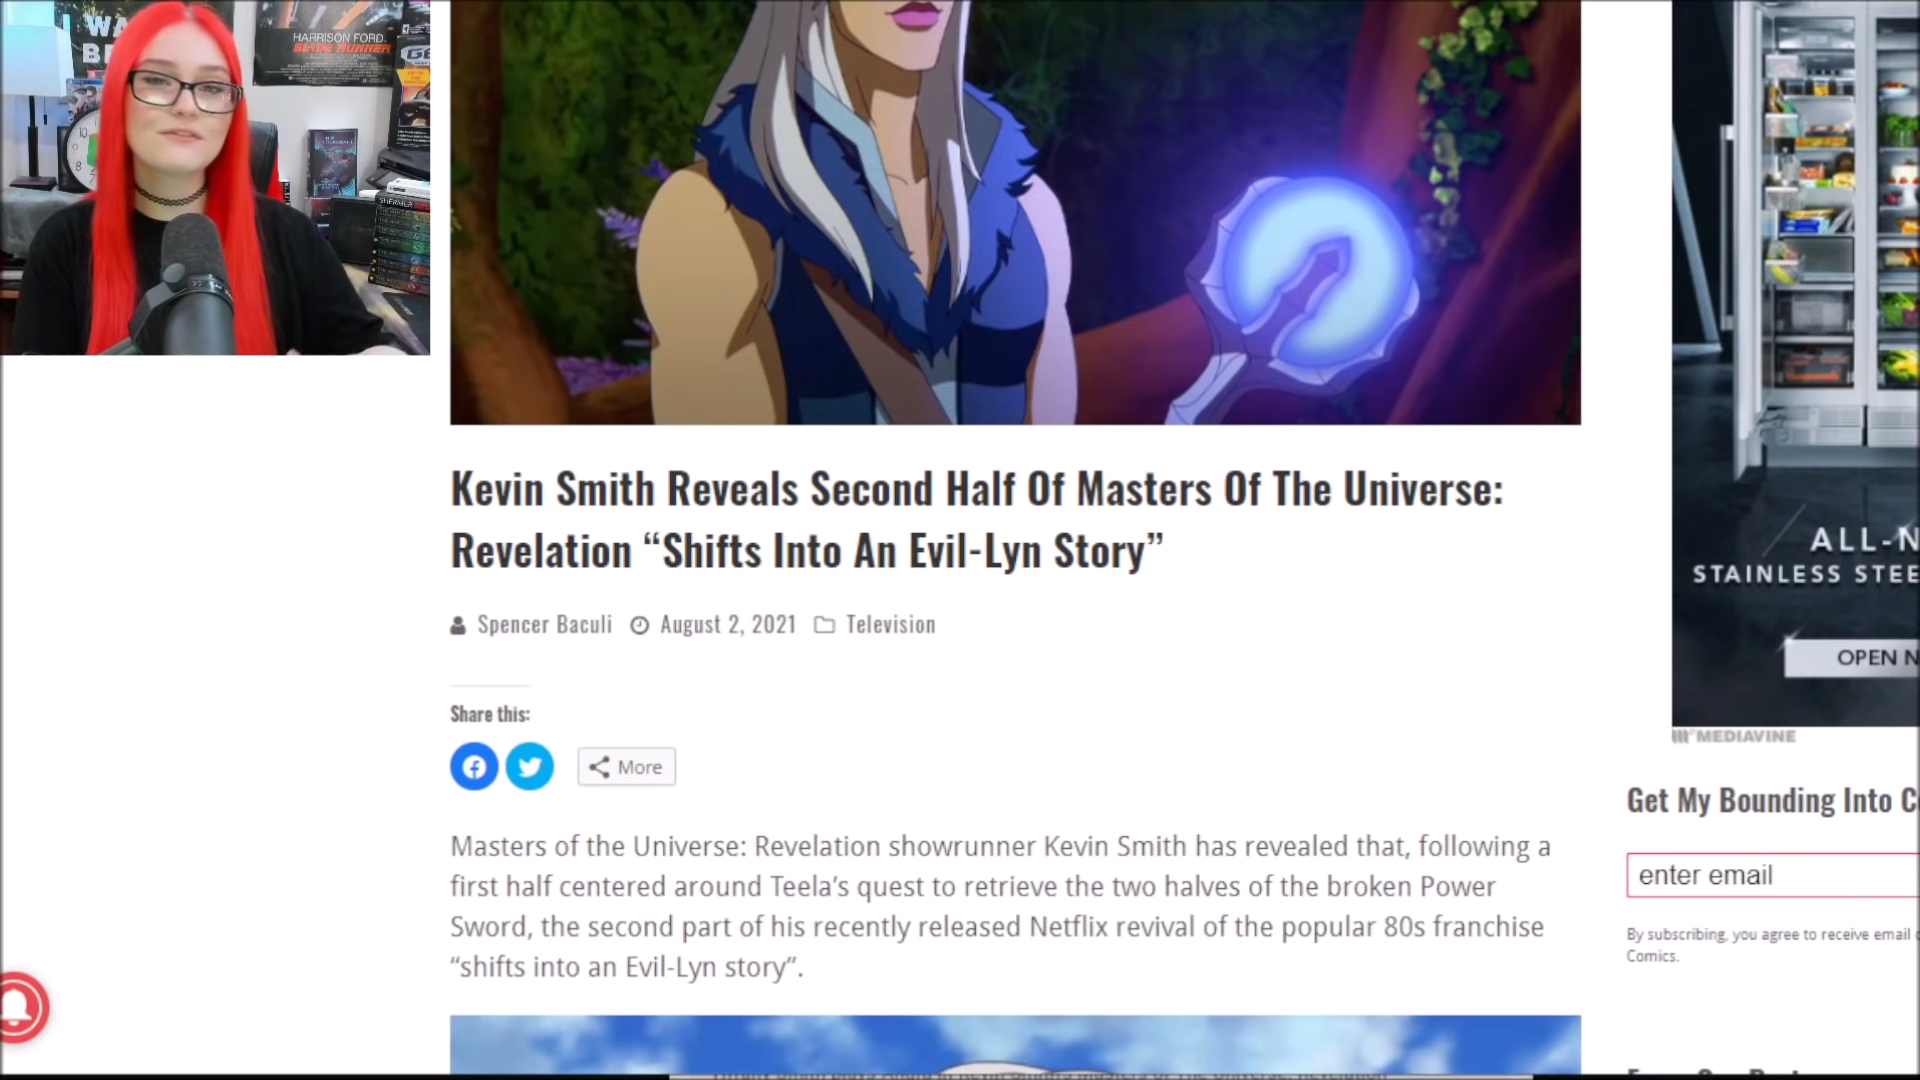 WA
BE
HARRISON FORD
BLADE RUNNER
SHERMER
Kevin Smith Reveals Second Half Of Masters Of The Universe:
Revelation “Shifts Into An Evil-Lyn Story”
Spencer Baculi August 2, 2021 Television
Share this:
More
Masters of the Universe: Revelation showrunner Kevin Smith has revealed that, following a
first half centered around Teela’s quest to retrieve the two halves of the broken Power
Sword, the second part of his recently released Netflix revival of the popular 80s franchise
“shifts into an Evil-Lyn story”.
ALL-N
STAINLESS STEE
OPEN N
MEDIAVINE
Get My Bounding Into C
enter email
By subscribing, you agree to receive email
Comics.